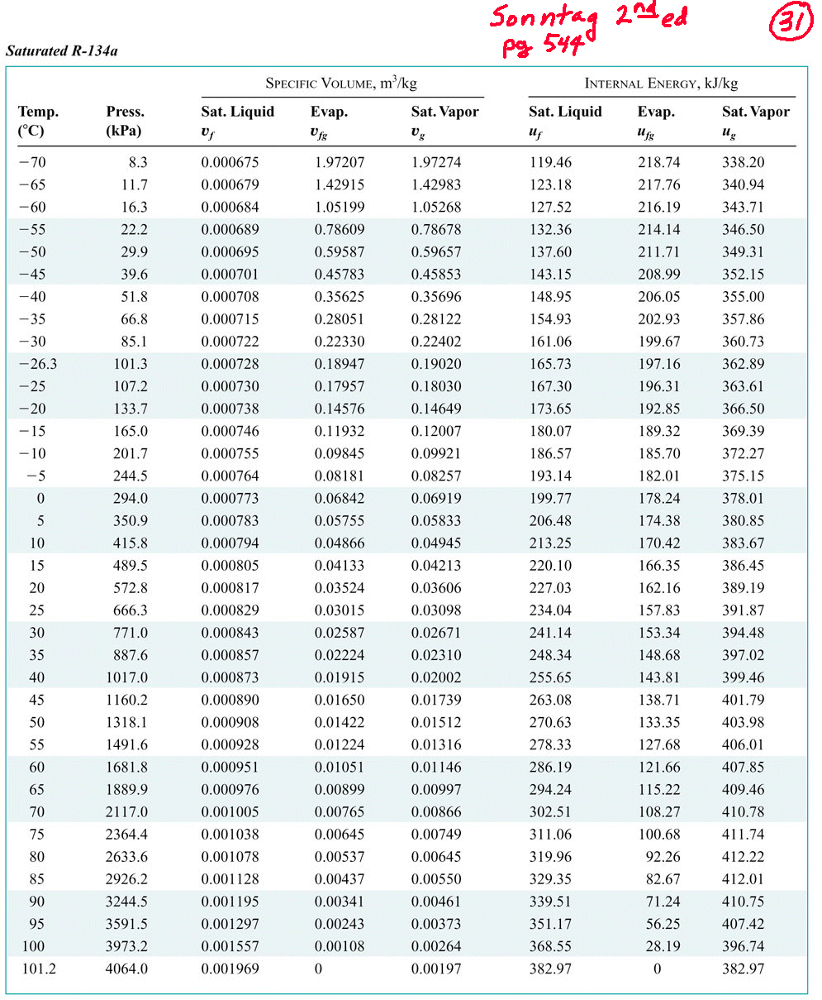 Sonntag 2nd ed
pg 544
31
Saturated R-134a
SPECIFIC VOLUME, m³/kg INTERNAL ENERGY, kJ/kg
Temp. Press. Sat. Liquid Evap. Sat. Vapor Sat. Liquid Evap. Sat. Vapor
(°C) (kPa) vf vfg vg uf ufg ug
−70 8.3 0.000675 1.97207 1.97274 119.46 218.74 338.20
−65 11.7 0.000679 1.42915 1.42983 123.18 217.76 340.94
−60 16.3 0.000684 1.05199 1.05268 127.52 216.19 343.71
−55 22.2 0.000689 0.78609 0.78678 132.36 214.14 346.50
−50 29.9 0.000695 0.59587 0.59657 137.60 211.71 349.31
−45 39.6 0.000701 0.45783 0.45853 143.15 208.99 352.15
−40 51.8 0.000708 0.35625 0.35696 148.95 206.05 355.00
−35 66.8 0.000715 0.28051 0.28122 154.93 202.93 357.86
−30 85.1 0.000722 0.22330 0.22402 161.06 199.67 360.73
−26.3 101.3 0.000728 0.18947 0.19020 165.73 197.16 362.89
−25 107.2 0.000730 0.17957 0.18030 167.30 196.31 363.61
−20 133.7 0.000738 0.14576 0.14649 173.65 192.85 366.50
−15 165.0 0.000746 0.11932 0.12007 180.07 189.32 369.39
−10 201.7 0.000755 0.09845 0.09921 186.57 185.70 372.27
−5 244.5 0.000764 0.08181 0.08257 193.14 182.01 375.15
0 294.0 0.000773 0.06842 0.06919 199.77 178.24 378.01
5 350.9 0.000783 0.05755 0.05833 206.48 174.38 380.85
10 415.8 0.000794 0.04866 0.04945 213.25 170.42 383.67
15 489.5 0.000805 0.04133 0.04213 220.10 166.35 386.45
20 572.8 0.000817 0.03524 0.03606 227.03 162.16 389.19
25 666.3 0.000829 0.03015 0.03098 234.04 157.83 391.87
30 771.0 0.000843 0.02587 0.02671 241.14 153.34 394.48
35 887.6 0.000857 0.02224 0.02310 248.34 148.68 397.02
40 1017.0 0.000873 0.01915 0.02002 255.65 143.81 399.46
45 1160.2 0.000890 0.01650 0.01739 263.08 138.71 401.79
50 1318.1 0.000908 0.01422 0.01512 270.63 133.35 403.98
55 1491.6 0.000928 0.01224 0.01316 278.33 127.68 406.01
60 1681.8 0.000951 0.01051 0.01146 286.19 121.66 407.85
65 1889.9 0.000976 0.00899 0.00997 294.24 115.22 409.46
70 2117.0 0.001005 0.00765 0.00866 302.51 108.27 410.78
75 2364.4 0.001038 0.00645 0.00749 311.06 100.68 411.74
80 2633.6 0.001078 0.00537 0.00645 319.96 92.26 412.22
85 2926.2 0.001128 0.00437 0.00550 329.35 82.67 412.01
90 3244.5 0.001195 0.00341 0.00461 339.51 71.24 410.75
95 3591.5 0.001297 0.00243 0.00373 351.17 56.25 407.42
100 3973.2 0.001557 0.00108 0.00264 368.55 28.19 396.74
101.2 4064.0 0.001969 0 0.00197 382.97 0 382.97